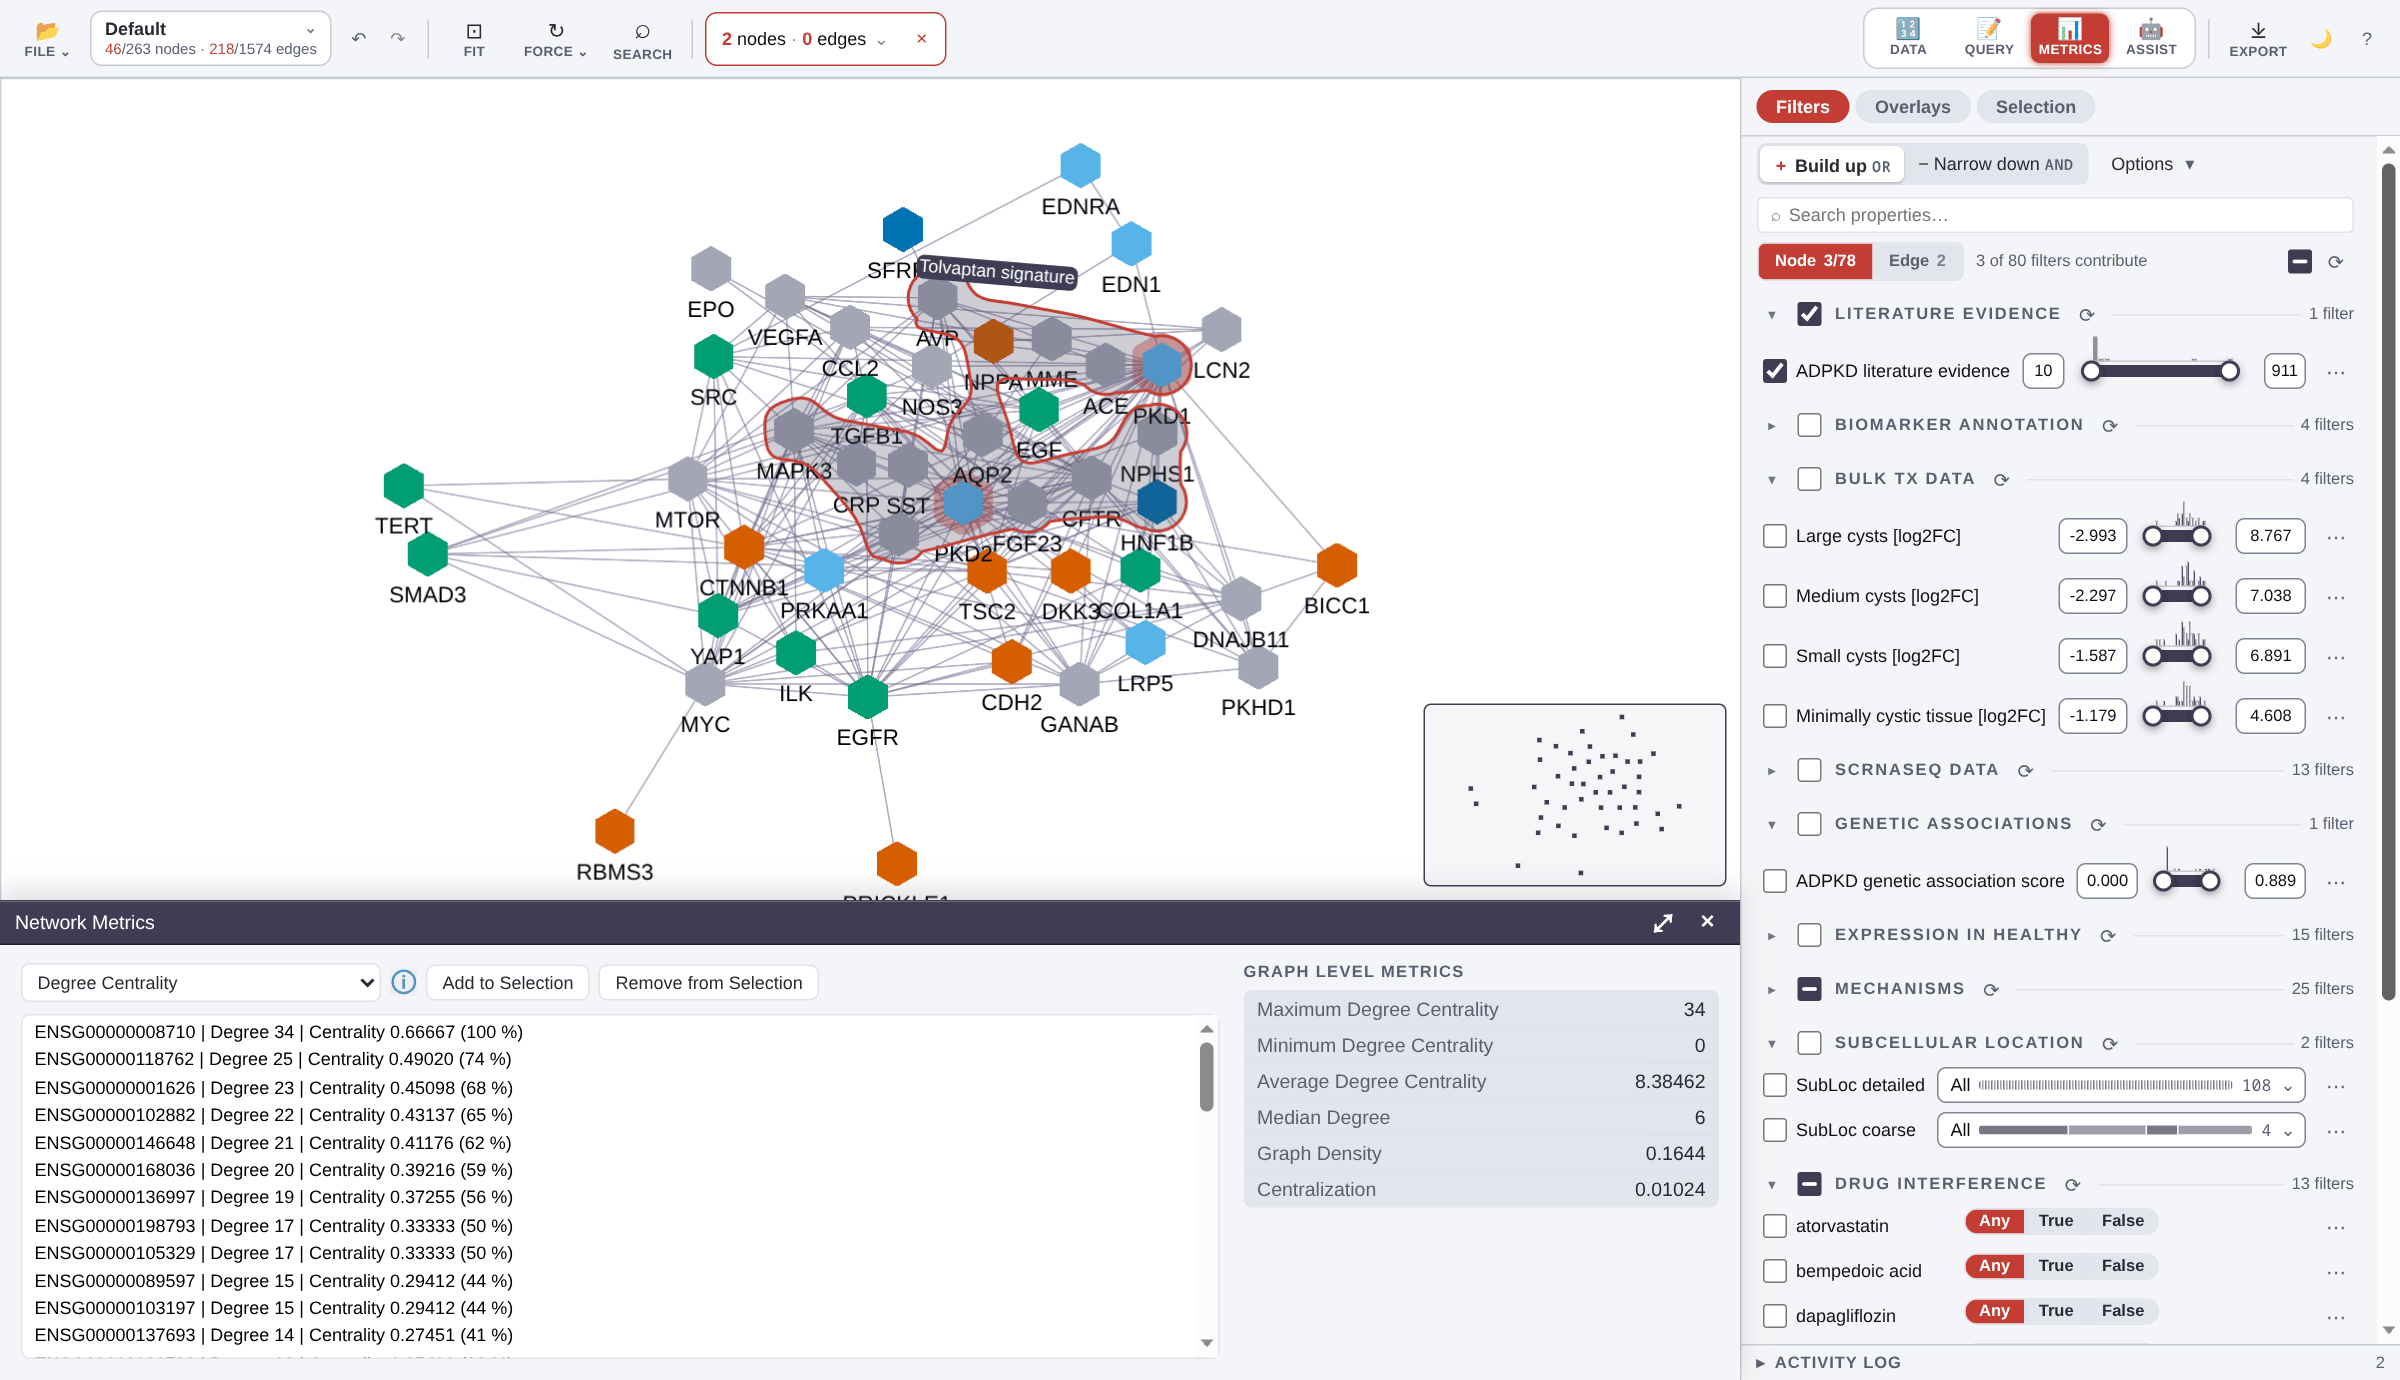 FILE
Default
46/263 nodes · 218/1574 edges
FIT
FORCE
SEARCH
2 nodes · 0 edges
DATA
QUERY
METRICS
ASSIST
EXPORT
?
EDNRA
SFRP
Tolvaptan signature
EDN1
EPO
VEGFA
AVP
CCL2
NPPA
MME
LCN2
SRC
NOS3
ACE
PKD1
TGFB1
EGF
MAPK3
AQP2
NPHS1
CRP
SST
MTOR
CFTR
TERT
PKD2
FGF23
HNF1B
SMAD3
CTNNB1
PRKAA1
TSC2
DKK3
COL1A1
BICC1
DNAJB11
YAP1
ILK
LRP5
CDH2
MYC
GANAB
PKHD1
EGFR
RBMS3
PRICKLE1
Network Metrics
Degree Centrality
Add to Selection
Remove from Selection
ENSG00000008710 | Degree 34 | Centrality 0.66667 (100 %)
ENSG00000118762 | Degree 25 | Centrality 0.49020 (74 %)
ENSG00000001626 | Degree 23 | Centrality 0.45098 (68 %)
ENSG00000102882 | Degree 22 | Centrality 0.43137 (65 %)
ENSG00000146648 | Degree 21 | Centrality 0.41176 (62 %)
ENSG00000168036 | Degree 20 | Centrality 0.39216 (59 %)
ENSG00000136997 | Degree 19 | Centrality 0.37255 (56 %)
ENSG00000198793 | Degree 17 | Centrality 0.33333 (50 %)
ENSG00000105329 | Degree 17 | Centrality 0.33333 (50 %)
ENSG00000089597 | Degree 15 | Centrality 0.29412 (44 %)
ENSG00000103197 | Degree 15 | Centrality 0.29412 (44 %)
ENSG00000137693 | Degree 14 | Centrality 0.27451 (41 %)
GRAPH LEVEL METRICS
Maximum Degree Centrality 34
Minimum Degree Centrality 0
Average Degree Centrality 8.38462
Median Degree 6
Graph Density 0.1644
Centralization 0.01024
Filters
Overlays
Selection
+ Build up OR
− Narrow down AND
Options
Search properties…
Node 3/78
Edge 2
3 of 80 filters contribute
LITERATURE EVIDENCE 1 filter
ADPKD literature evidence 10 911
BIOMARKER ANNOTATION 4 filters
BULK TX DATA 4 filters
Large cysts [log2FC] -2.993 8.767
Medium cysts [log2FC] -2.297 7.038
Small cysts [log2FC] -1.587 6.891
Minimally cystic tissue [log2FC] -1.179 4.608
SCRNASEQ DATA 13 filters
GENETIC ASSOCIATIONS 1 filter
ADPKD genetic association score 0.000 0.889
EXPRESSION IN HEALTHY 15 filters
MECHANISMS 25 filters
SUBCELLULAR LOCATION 2 filters
SubLoc detailed All 108
SubLoc coarse All 4
DRUG INTERFERENCE 13 filters
atorvastatin Any True False
bempedoic acid Any True False
dapagliflozin Any True False
ACTIVITY LOG 2